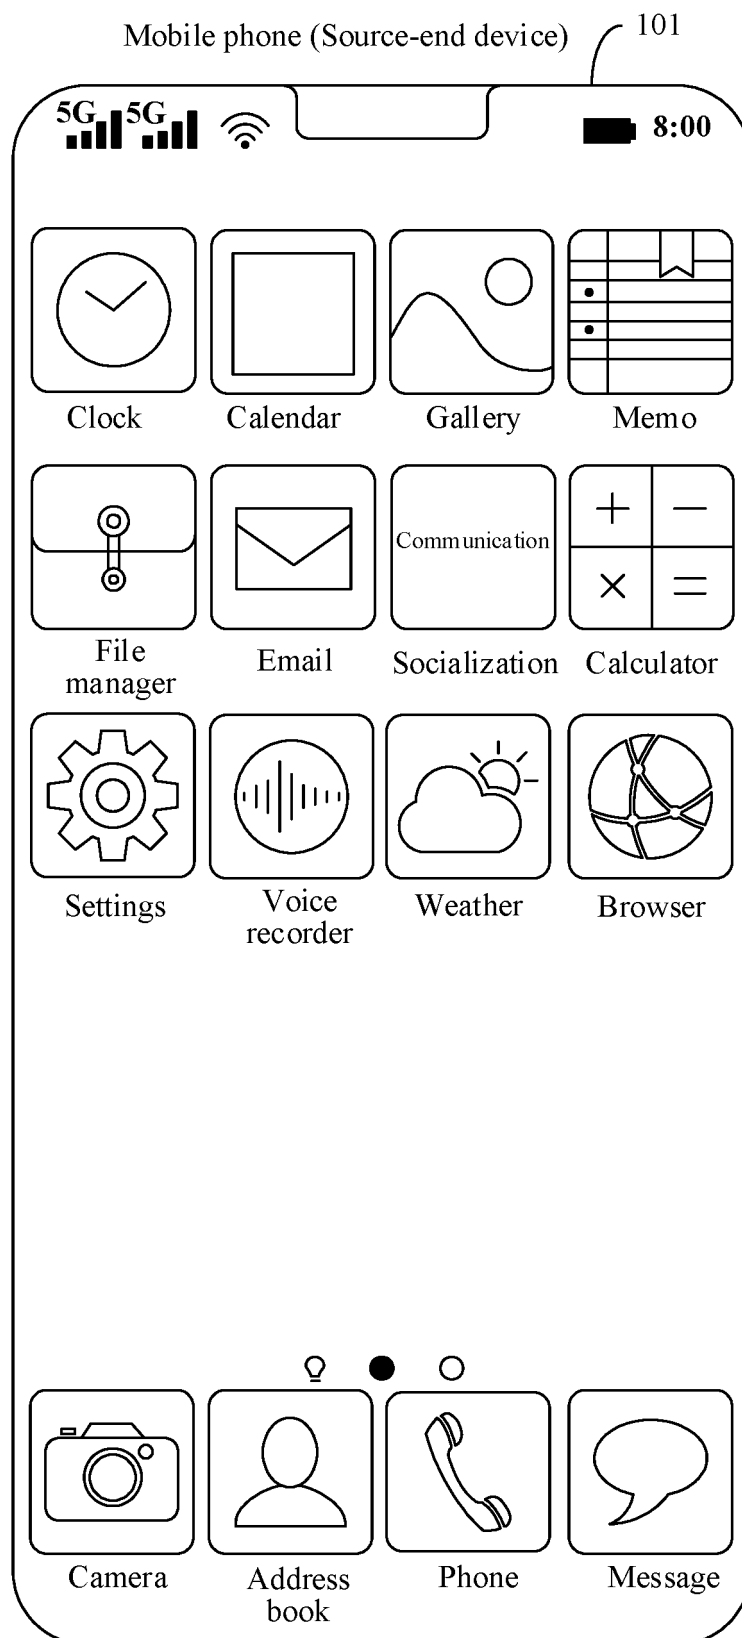 Mobile phone (Source-end device)
101
5G 5G 8:00
Clock Calendar Gallery Memo
Communication
File manager Email Socialization Calculator
Settings Voice recorder Weather Browser
Camera Address book Phone Message